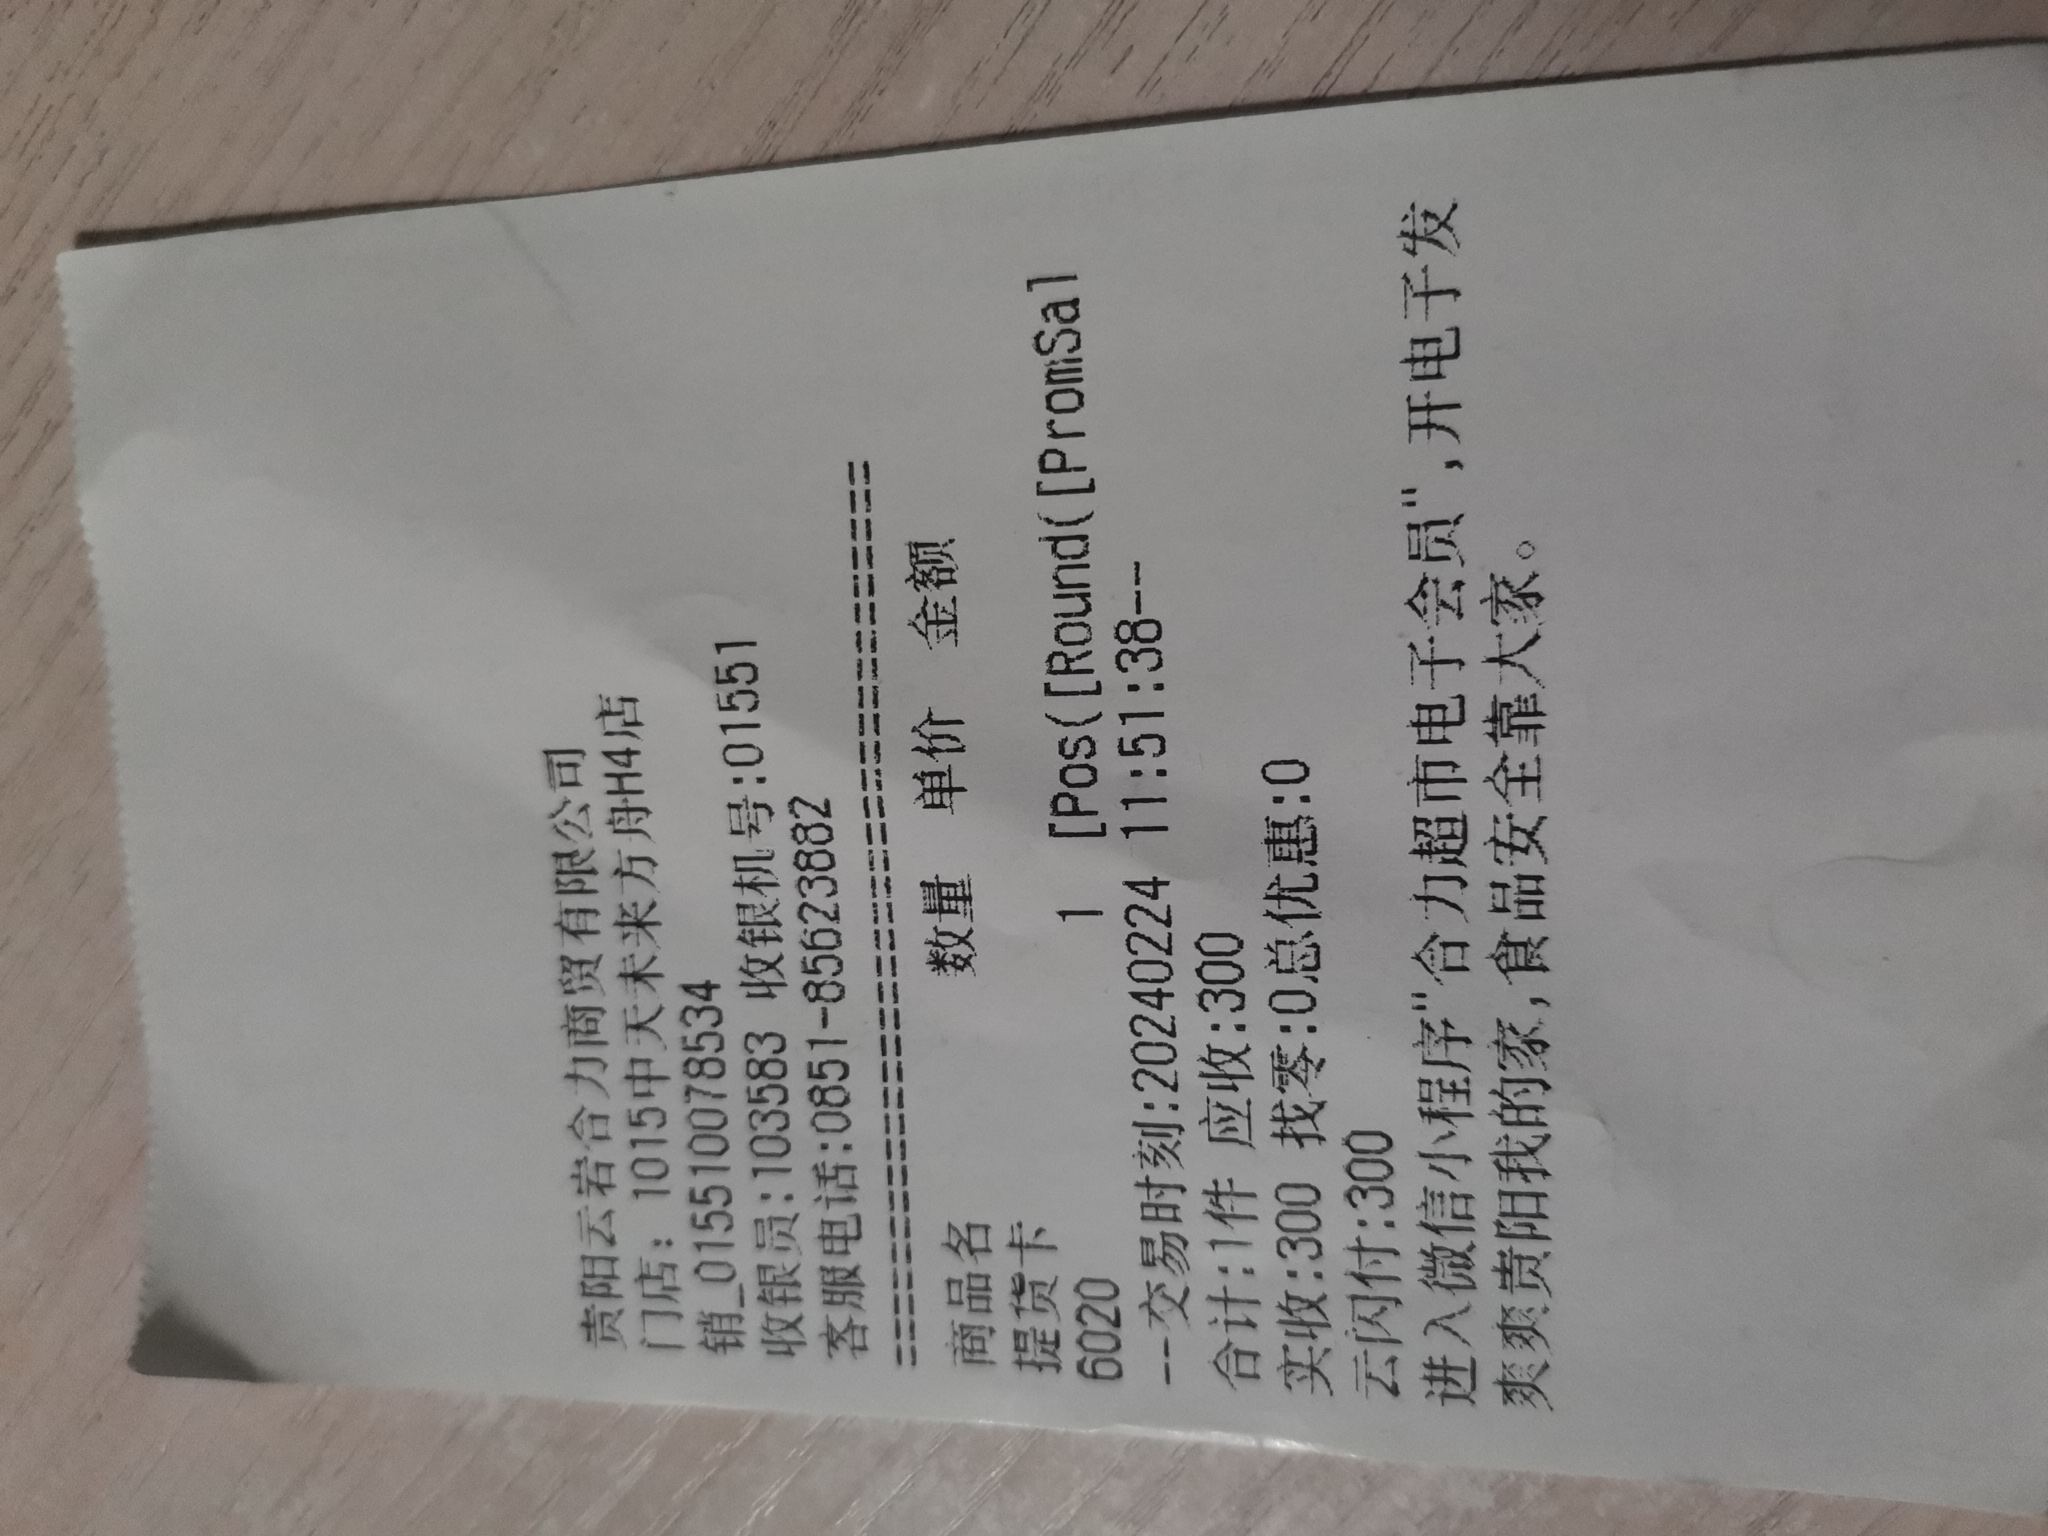 贵阳云岩合力商贸有限公司
门店: 1015中天未来方舟H4店
销_015510078534
收银员:103583 收银机号:01551
客服电话:0851-85623882
==========================================
商品名 数量 单价 金额
提货卡
6020 1 [Pos([Round([PromSal
--交易时刻:20240224 11:51:38--
合计:1件 应收:300
实收:300 找零:0总优惠:0
云闪付:300
进入微信小程序"合力超市电子会员",开电子发
爽爽贵阳我的家,食品安全靠大家。